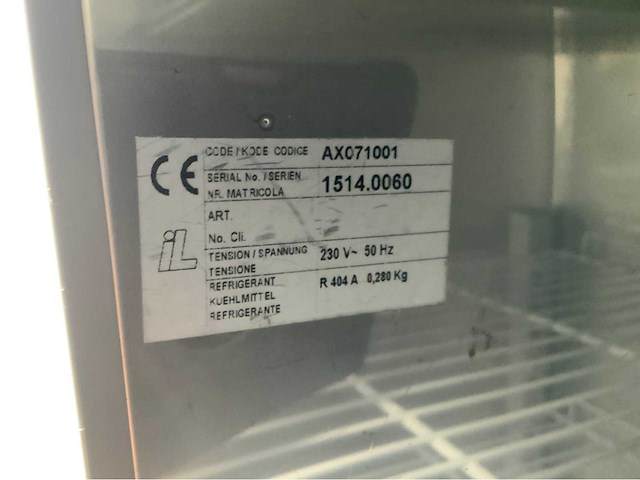 CE
CODE / KODE CODICE AX071001
SERIAL No. / SERIEN
NR. MATRICOLA 1514.0060
ART.
No. Cli.
TENSION / SPANNUNG 230 V~ 50 Hz
TENSIONE
REFRIGERANT R 404 A 0,280 Kg
KUEHLMITTEL
REFRIGERANTE
iL